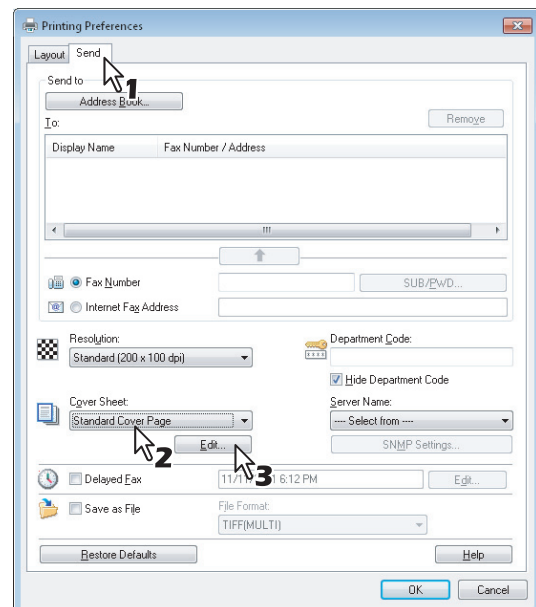 Printing Preferences
Layout Send
1
Send to
Address Book...
To:
Remove
Display Name Fax Number / Address
Fax Number
SUB/PWD...
Internet Fax Address
Resolution:
Standard (200 x 100 dpi)
Department Code:
Hide Department Code
Cover Sheet:
Standard Cover Page
Server Name:
---- Select from ----
2
Edit...
3
SNMP Settings...
Delayed Fax
6:12 PM
Edit...
Save as File
File Format:
TIFF(MULTI)
Restore Defaults
Help
OK Cancel